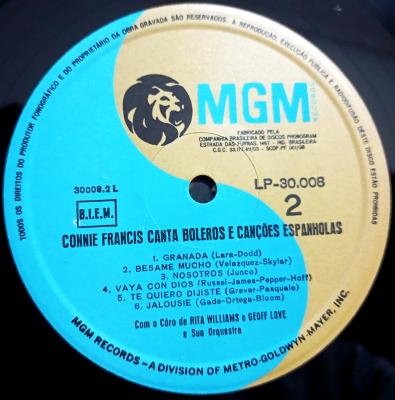 TODOS OS DIREITOS DO PRODUTOR FONOGRÁFICO E DO PROPRIETÁRIO DA OBRA GRAVADA SÃO RESERVADOS. A REPRODUÇÃO, EXECUÇÃO PÚBLICA E RADIODIFUSÃO DESTE DISCO ESTÃO PROIBIDAS
MGM
RECORDS
FABRICADO PELA
COMPANHIA BRASILEIRA DE DISCOS PHONOGRAM
ESTRADA DAS FURNAS, 1467 - IND. BRASILEIRA
30008.2 L
LP-30.008
B.I.E.M.
2
CONNIE FRANCIS CANTA BOLEROS E CANÇÕES ESPANHOLAS
1. GRANADA (Lara-Dodd)
2. BESAME MUCHO (Velazquez-Skylar)
3. NOSOTROS (Junco)
4. VAYA CON DIOS (Russel-James-Pepper-Hoff)
5. TE QUIERO DIJISTE (Grever-Pasquale)
6. JALOUSIE (Gade-Ortega-Bloom)
Com o Côro de RITA WILLIAMS e GEOFF LOVE
e Sua Orquestra
MGM RECORDS - A DIVISION OF METRO-GOLDWYN-MAYER, INC.